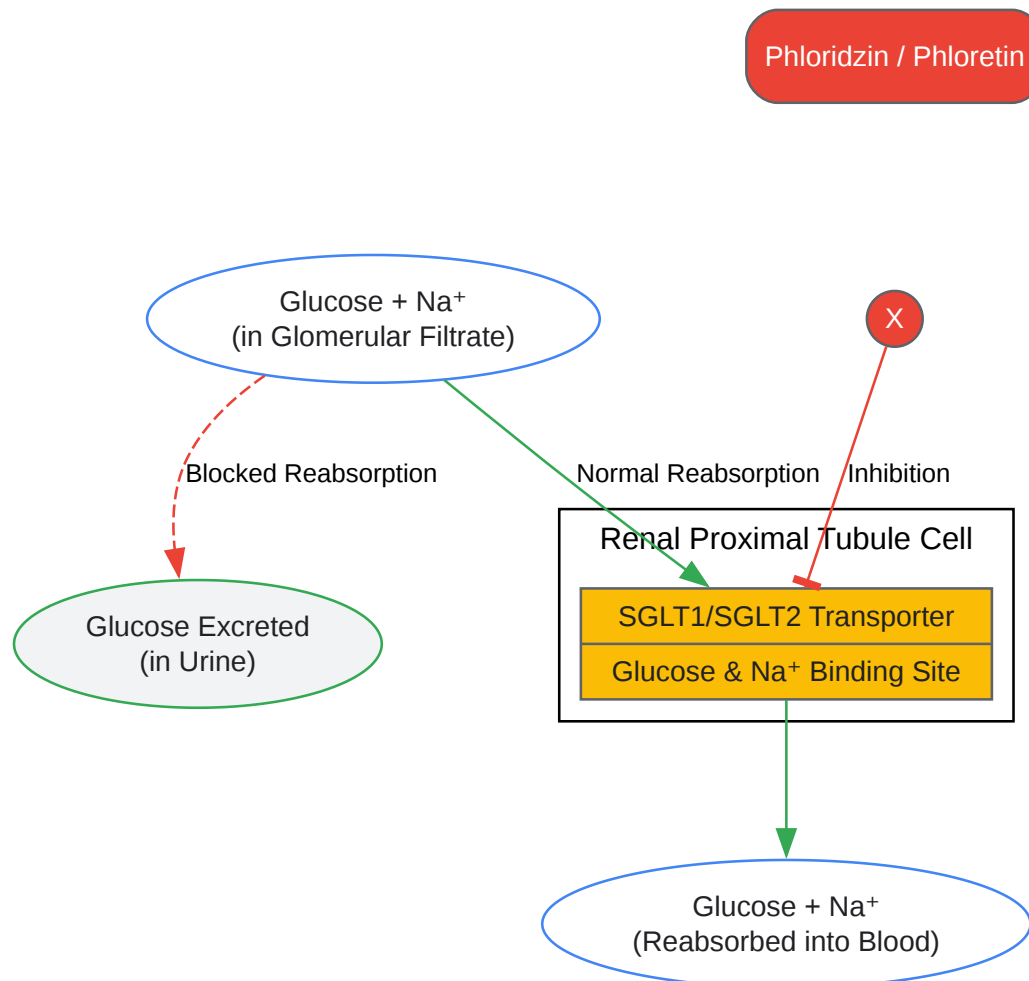 Phloridzin / Phloretin
Glucose + Na⁺
(in Glomerular Filtrate)
X
Blocked Reabsorption
Normal Reabsorption
Inhibition
Renal Proximal Tubule Cell
SGLT1/SGLT2 Transporter
Glucose & Na⁺ Binding Site
Glucose Excreted
(in Urine)
Glucose + Na⁺
(Reabsorbed into Blood)